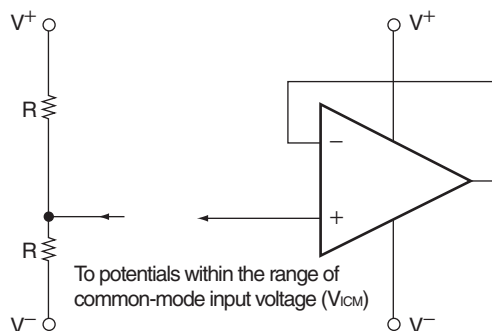 V+
V+
R
−
+
R
To potentials within the range of
common-mode input voltage (VICM)
V−
V−